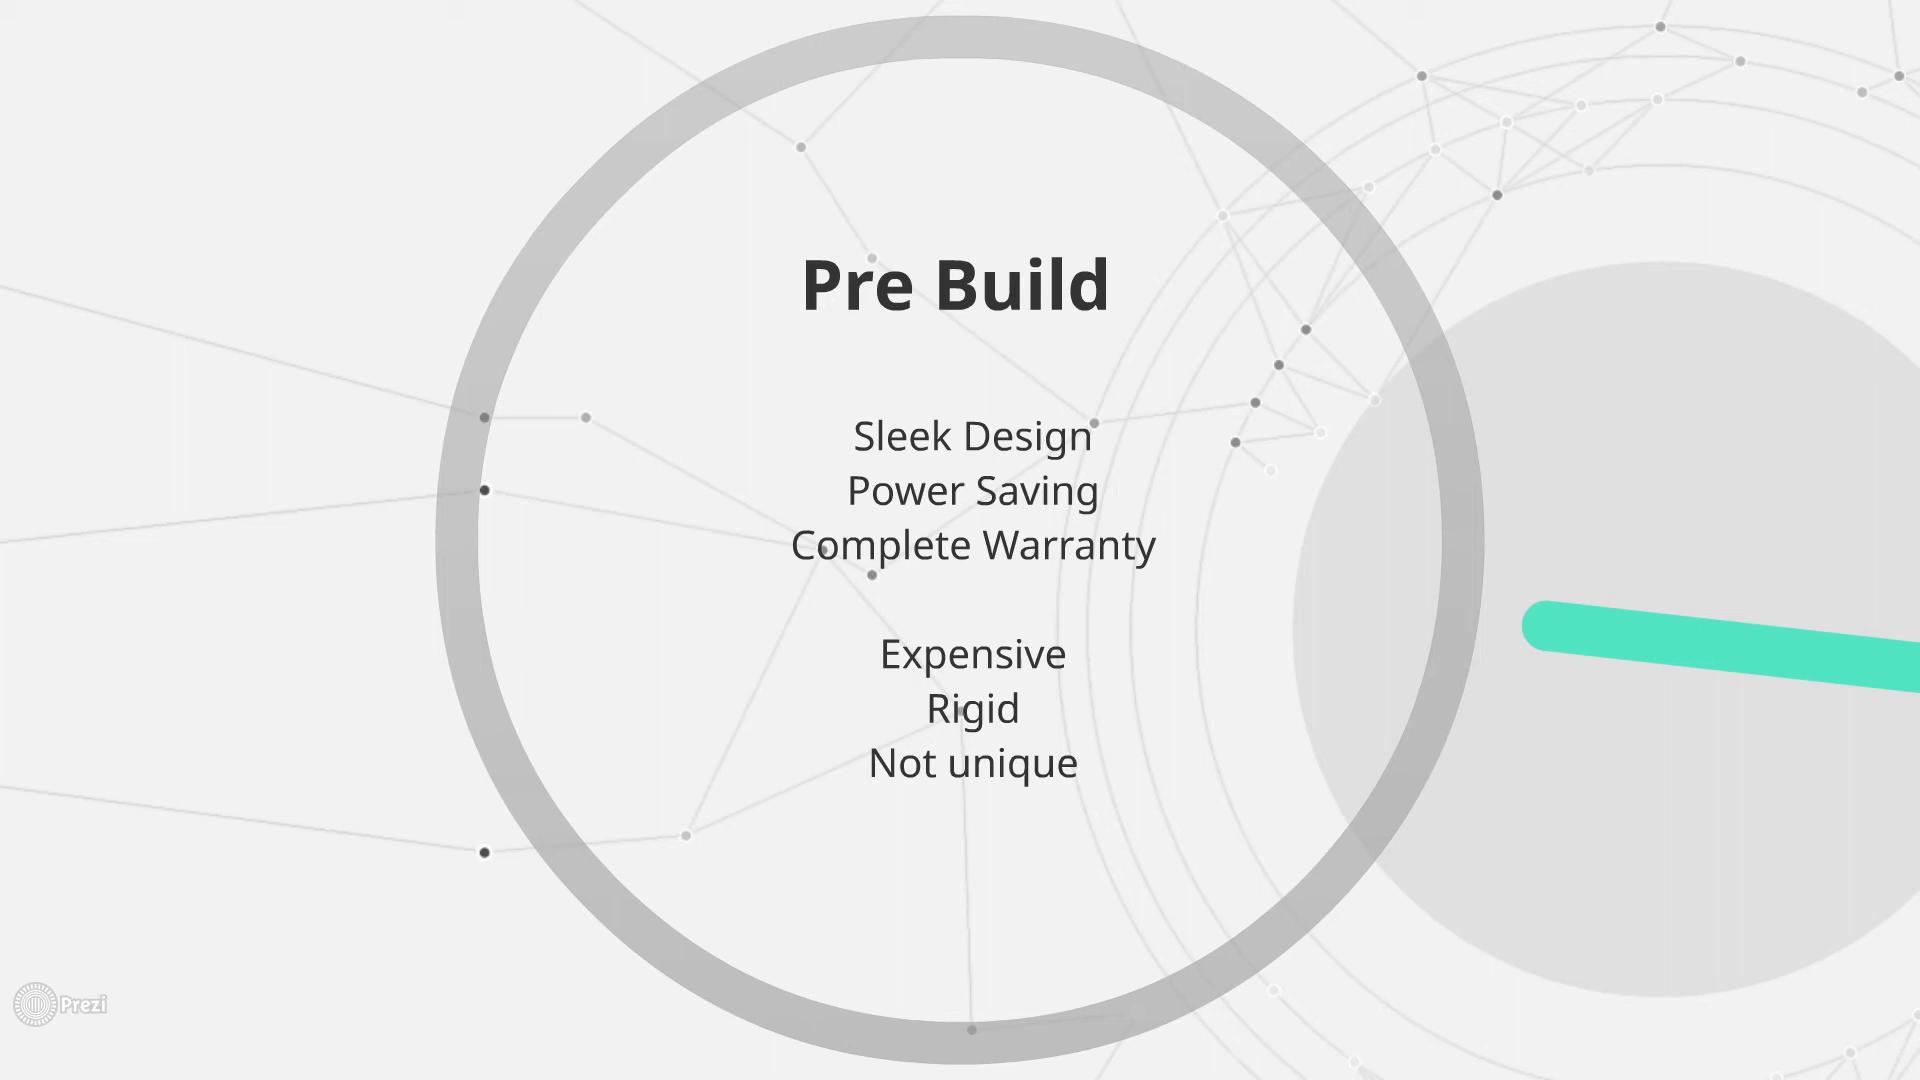 Pre Build
Sleek Design
Power Saving
Complete Warranty
Expensive
Rigid
Not unique
Prezi